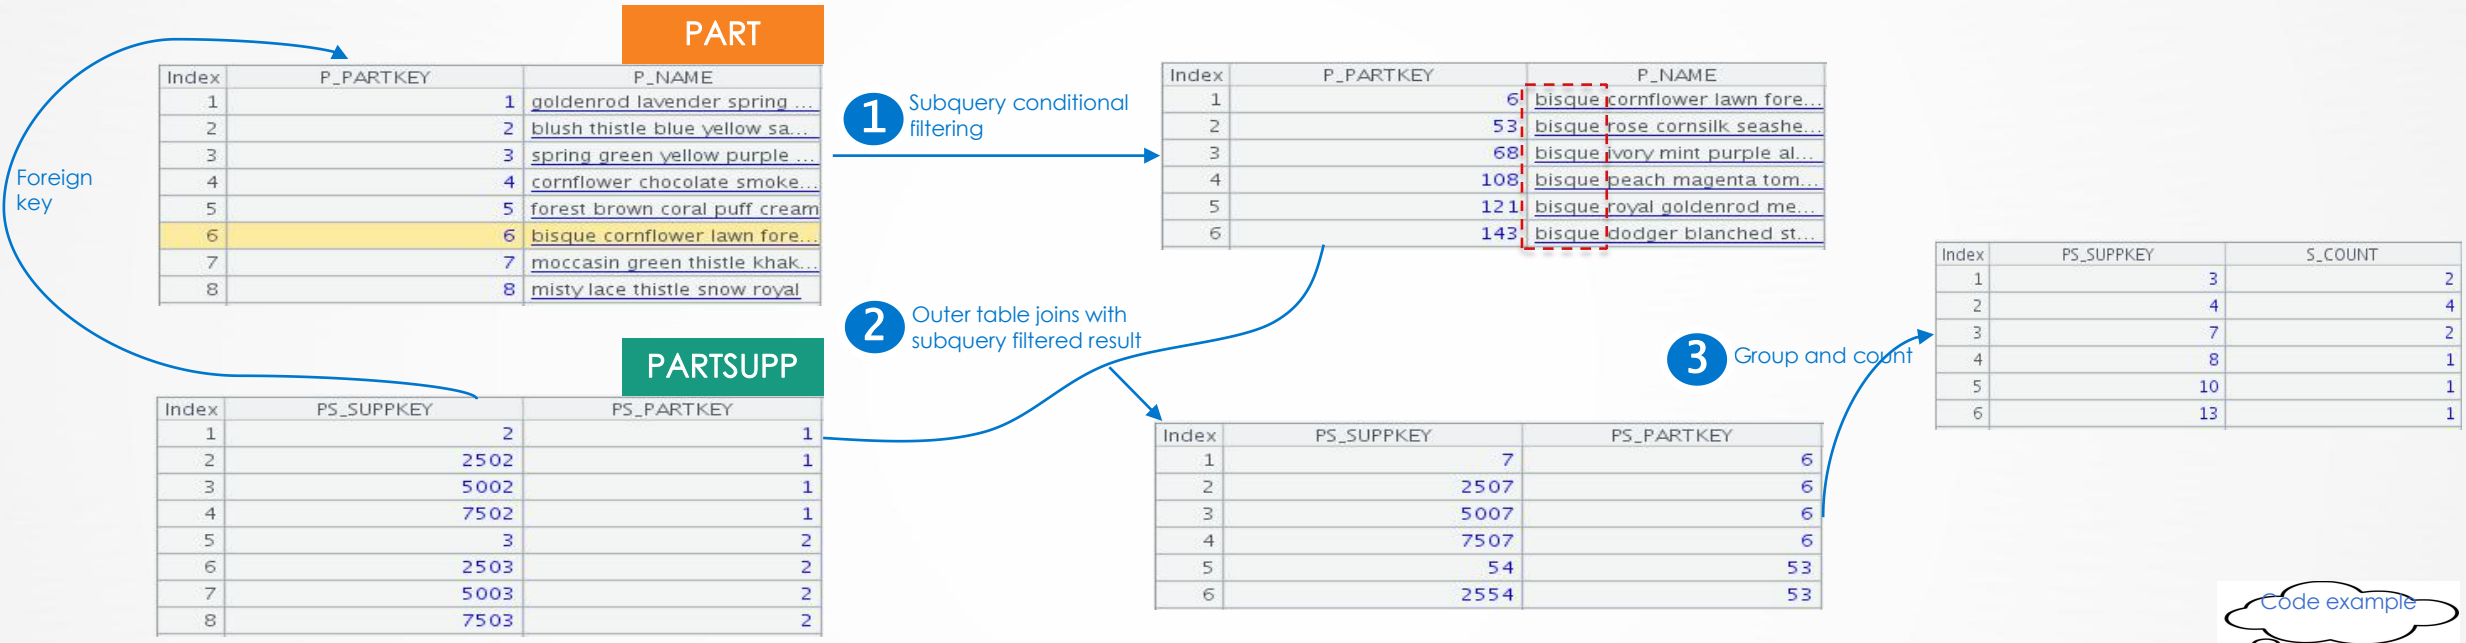 PART
Index P_PARTKEY P_NAME
1 1 goldenrod lavender spring ...
2 2 blush thistle blue yellow sa...
3 3 spring green yellow purple ...
4 4 cornflower chocolate smoke...
5 5 forest brown coral puff cream
6 6 bisque cornflower lawn fore...
7 7 moccasin green thistle khak...
8 8 misty lace thistle snow royal
Foreign
key
1 Subquery conditional
filtering
Index P_PARTKEY P_NAME
1 6 bisque cornflower lawn fore...
2 53 bisque rose cornsilk seashe...
3 68 bisque ivory mint purple al...
4 108 bisque peach magenta tom...
5 121 bisque royal goldenrod me...
6 143 bisque dodger blanched st...
2 Outer table joins with
subquery filtered result
PARTSUPP
Index PS_SUPPKEY PS_PARTKEY
1 2 1
2 2502 1
3 5002 1
4 7502 1
5 3 2
6 2503 2
7 5003 2
8 7503 2
Index PS_SUPPKEY PS_PARTKEY
1 7 6
2 2507 6
3 5007 6
4 7507 6
5 54 53
6 2554 53
3 Group and count
Index PS_SUPPKEY S_COUNT
1 3 2
2 4 4
3 7 2
4 8 1
5 10 1
6 13 1
Code example